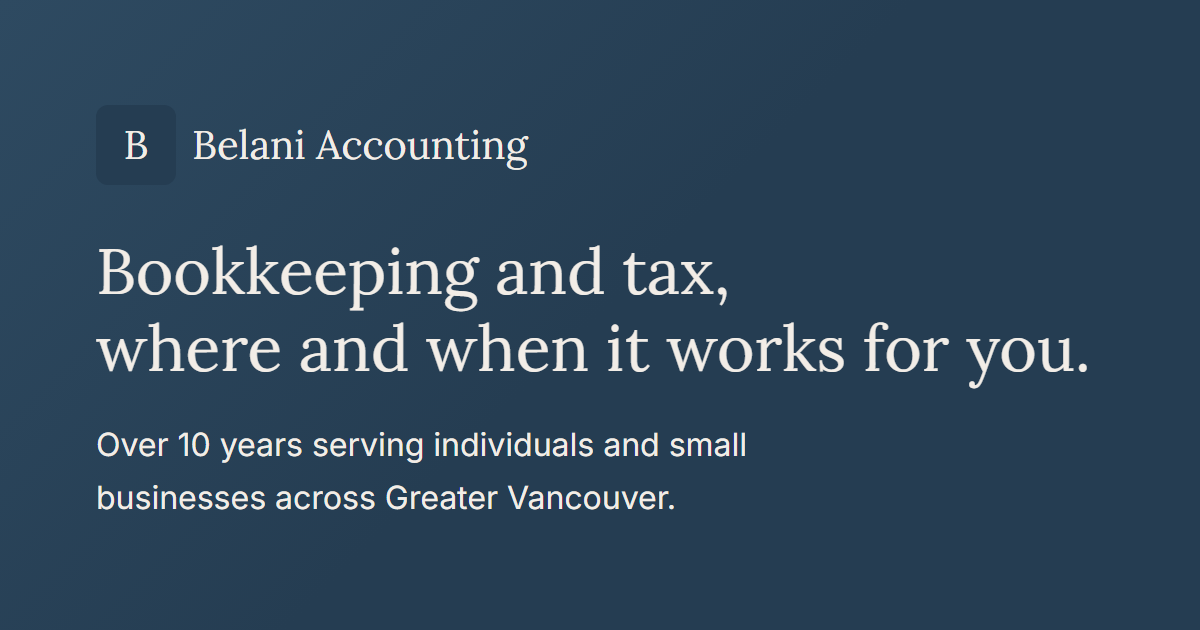 B
Belani Accounting
Bookkeeping and tax,
where and when it works for you.
Over 10 years serving individuals and small
businesses across Greater Vancouver.